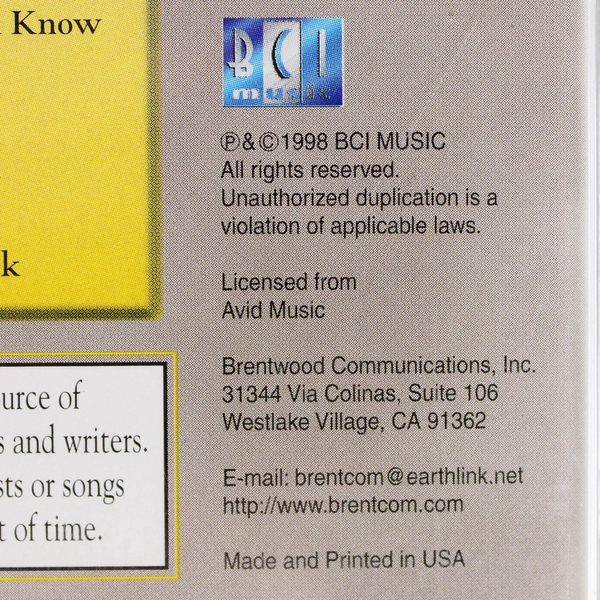 Know
k
urce of
s and writers.
sts or songs
t of time.
BCI
music
℗&©1998 BCI MUSIC
All rights reserved.
Unauthorized duplication is a
violation of applicable laws.
Licensed from
Avid Music
Brentwood Communications, Inc.
31344 Via Colinas, Suite 106
Westlake Village, CA 91362
E-mail: brentcom@earthlink.net
http://www.brentcom.com
Made and Printed in USA